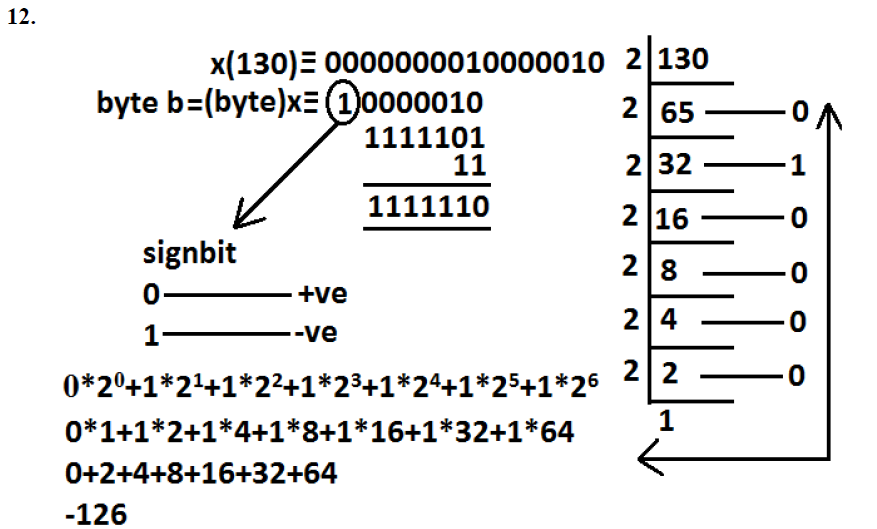 12.
x(130)≡ 0000000010000010
byte b=(byte)x≡ 10000010
1111101
11
1111110
signbit
0 +ve
1 -ve
0*2⁰+1*2¹+1*2²+1*2³+1*2⁴+1*2⁵+1*2⁶
0*1+1*2+1*4+1*8+1*16+1*32+1*64
0+2+4+8+16+32+64
-126
2 130
2 65 0
2 32 1
2 16 0
2 8 0
2 4 0
2 2 0
1